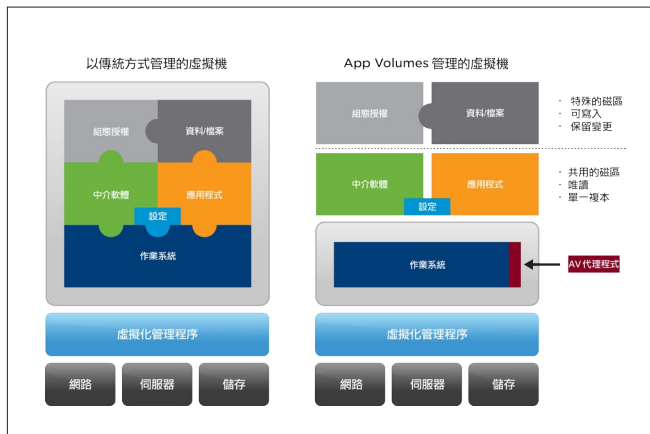 以傳統方式管理的虛擬機
組態授權
資料/檔案
中介軟體
應用程式
設定
作業系統
虛擬化管理程序
網路
伺服器
儲存
App Volumes 管理的虛擬機
組態授權
資料/檔案
· 特殊的磁區
· 可寫入
· 保留變更
中介軟體
應用程式
設定
· 共用的磁區
· 唯讀
· 單一複本
作業系統
AV代理程式
虛擬化管理程序
網路
伺服器
儲存